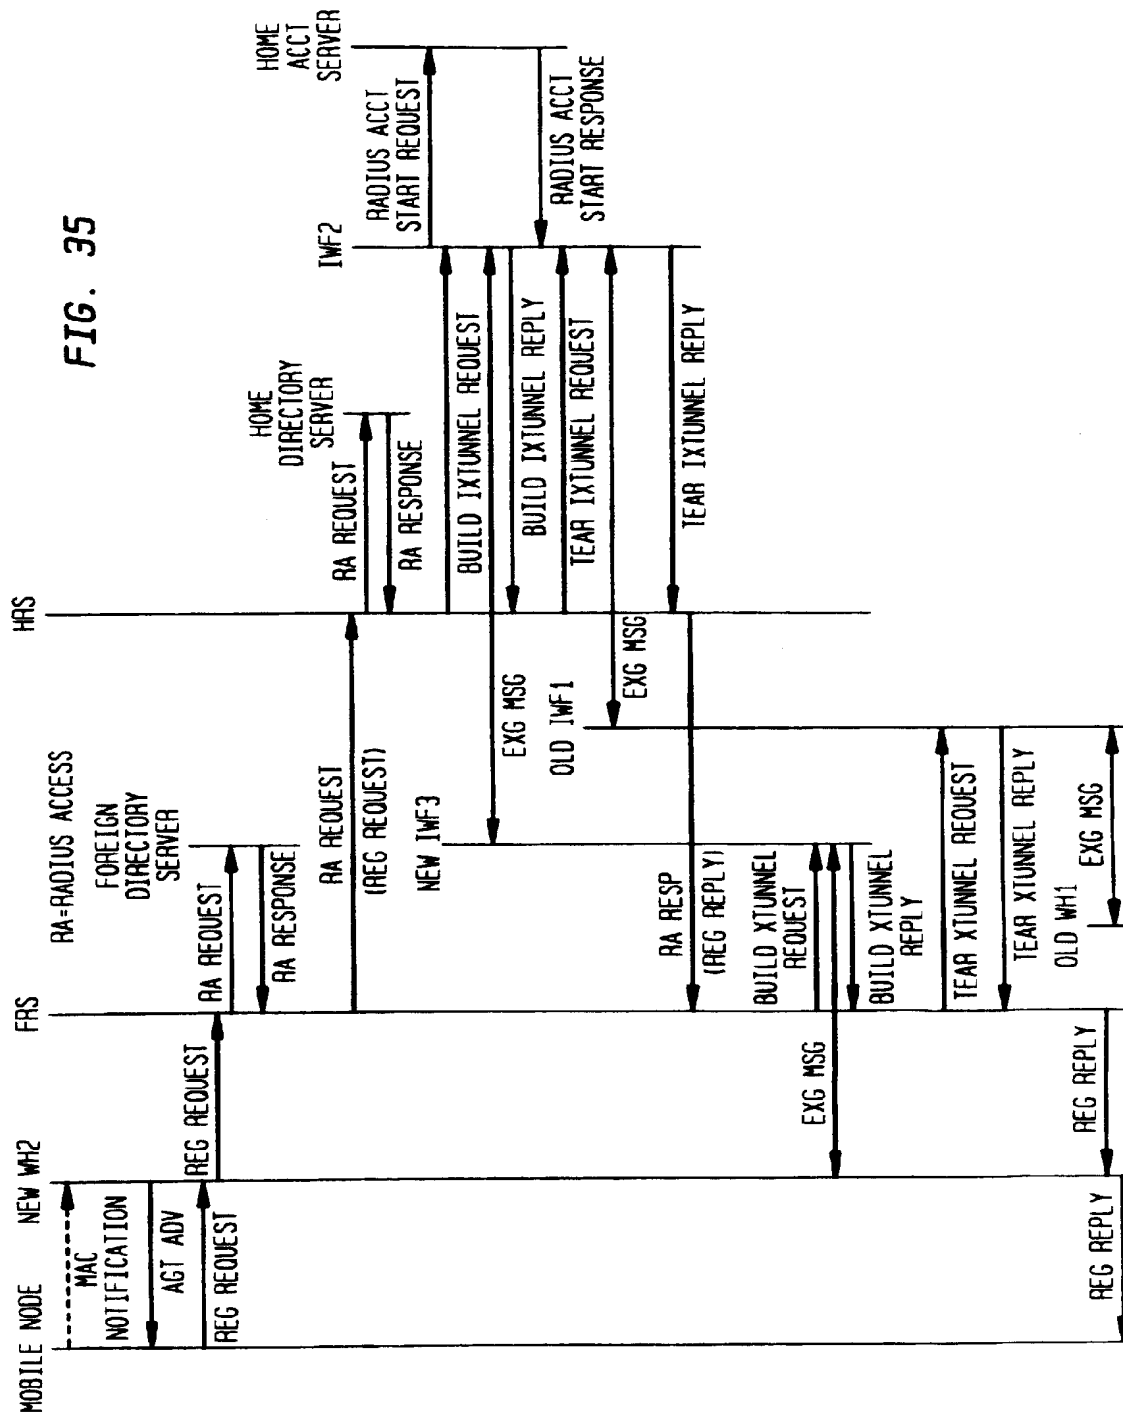 FIG. 35
RA=RADIUS ACCESS
MOBILE NODE
NEW WH2
FRS
FOREIGN
DIRECTORY
SERVER
HRS
HOME
DIRECTORY
SERVER
IWF2
HOME
ACCT
SERVER
MAC
NOTIFICATION
AGT ADV
REG REQUEST
REG REQUEST
RA REQUEST
RA RESPONSE
RA REQUEST
(REG REQUEST)
RA REQUEST
RA RESPONSE
RADIUS ACCT
START REQUEST
BUILD IXTUNNEL REQUEST
NEW IWF3
EXG MSG
BUILD IXTUNNEL REPLY
RADIUS ACCT
START RESPONSE
TEAR IXTUNNEL REQUEST
OLD IWF1
EXG MSG
TEAR IXTUNNEL REPLY
RA RESP
(REG REPLY)
BUILD XTUNNEL
REQUEST
EXG MSG
BUILD XTUNNEL
REPLY
TEAR XTUNNEL REQUEST
TEAR XTUNNEL REPLY
OLD WH1
EXG MSG
REG REPLY
REG REPLY